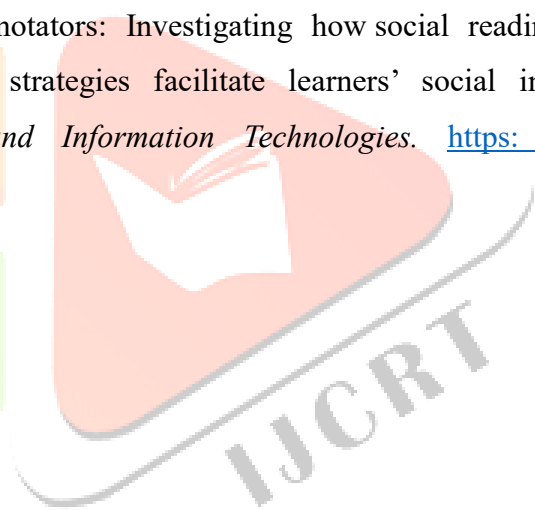 notators: Investigating how social readin
strategies facilitate learners’ social in
nd Information Technologies. https:
IJCRT